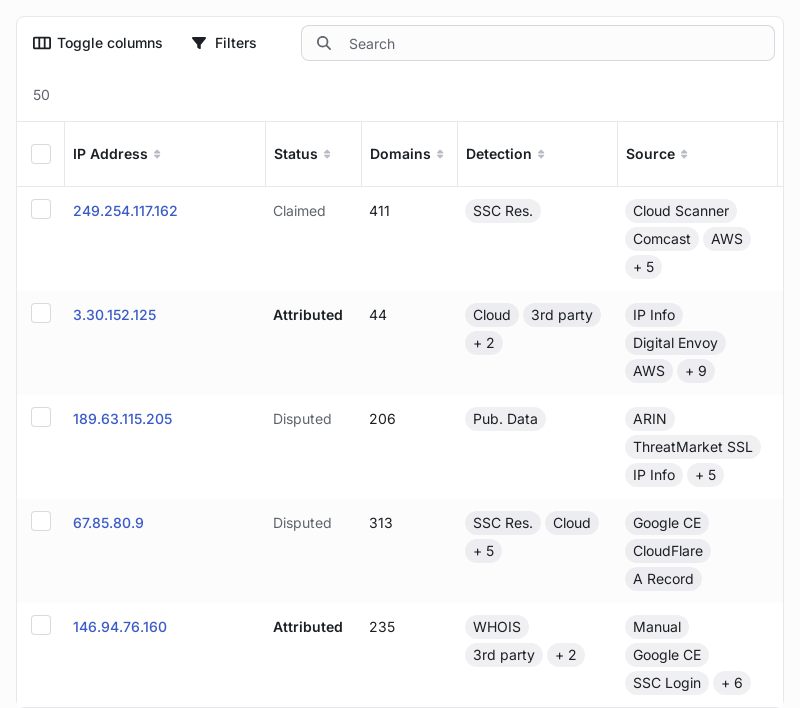 Toggle columns Filters Search
50
IP Address Status Domains Detection Source
249.254.117.162 Claimed 411 SSC Res. Cloud Scanner
Comcast AWS
+ 5
3.30.152.125 Attributed 44 Cloud 3rd party IP Info
+ 2 Digital Envoy
AWS + 9
189.63.115.205 Disputed 206 Pub. Data ARIN
ThreatMarket SSL
IP Info + 5
67.85.80.9 Disputed 313 SSC Res. Cloud Google CE
+ 5 CloudFlare
A Record
146.94.76.160 Attributed 235 WHOIS Manual
3rd party + 2 Google CE
SSC Login + 6